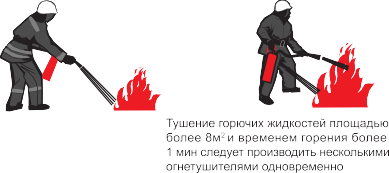 Тушение горючих жидкостей площадью
более 8м² и временем горения более
1 мин следует производить несколькими
огнетушителями одновременно